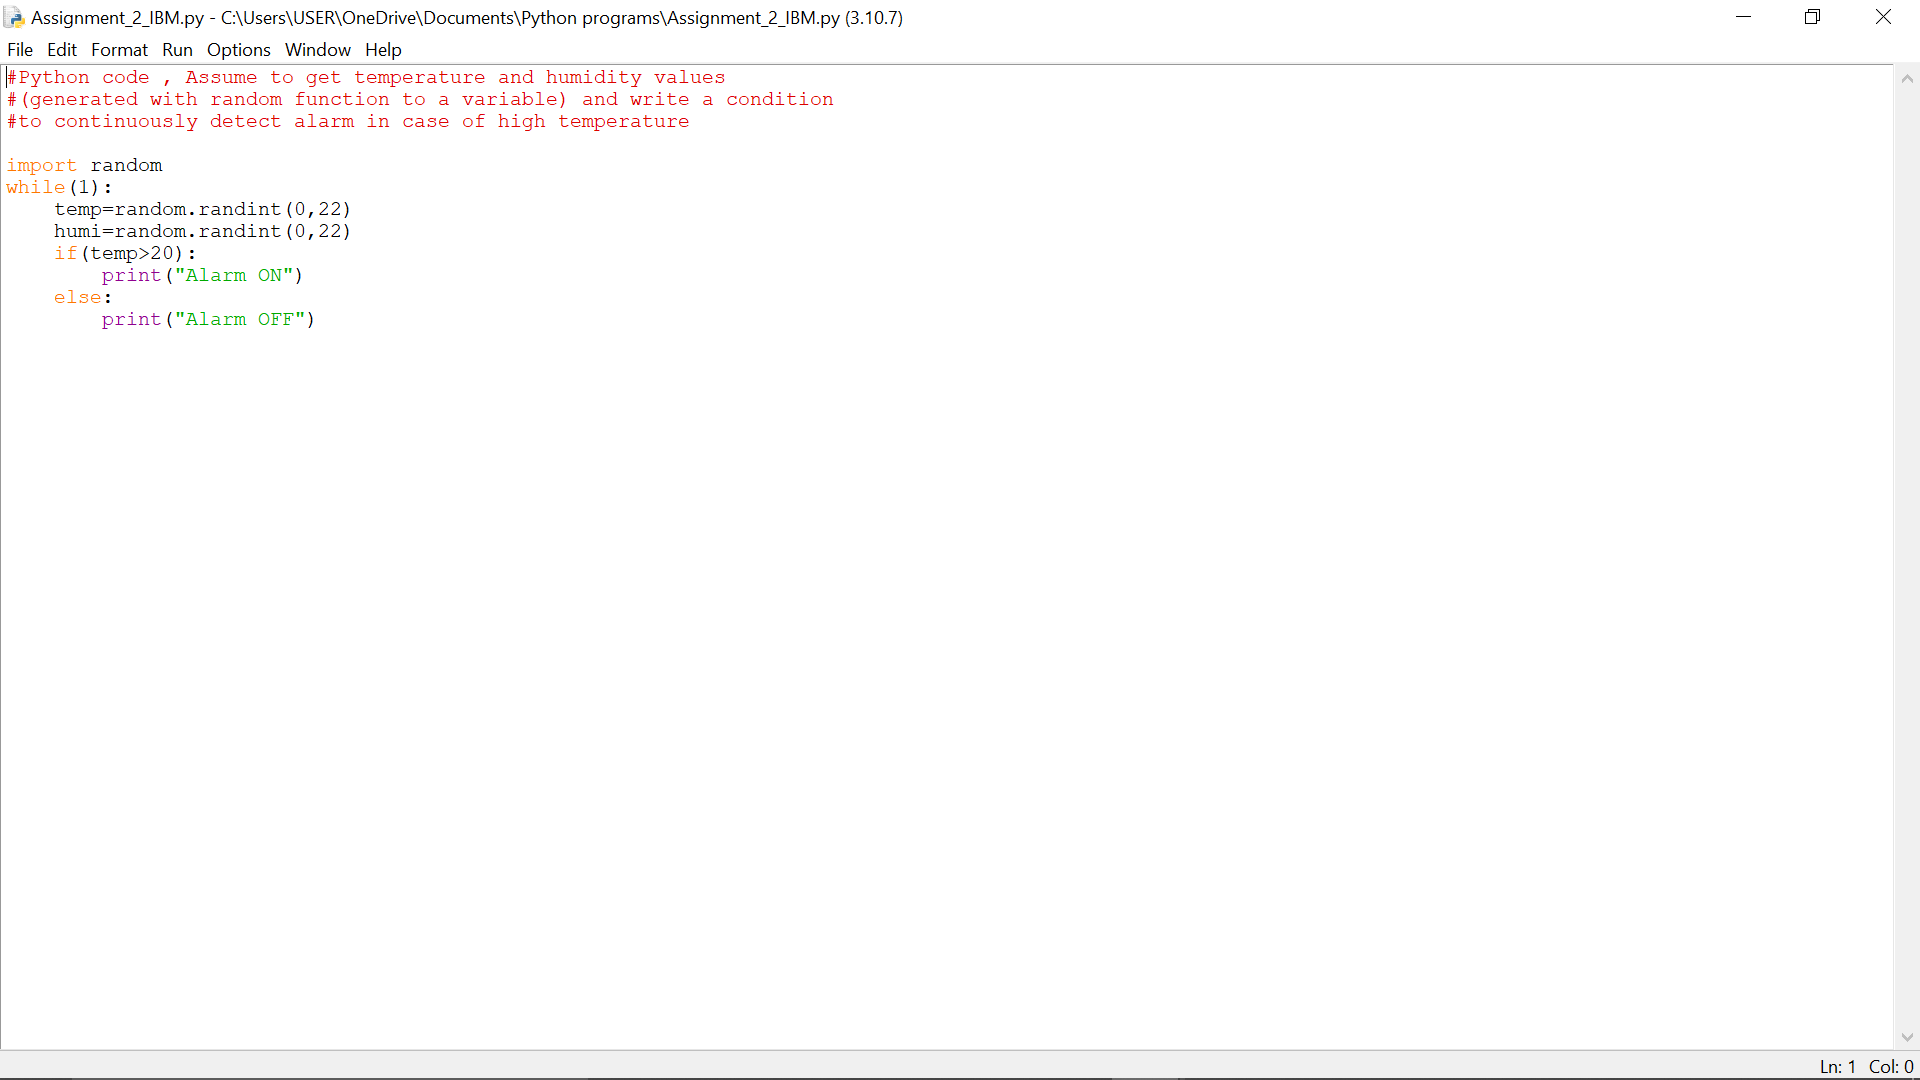 Assignment_2_IBM.py - C:\Users\USER\OneDrive\Documents\Python programs\Assignment_2_IBM.py (3.10.7)
File Edit Format Run Options Window Help
#Python code , Assume to get temperature and humidity values
#(generated with random function to a variable) and write a condition
#to continuously detect alarm in case of high temperature

import random
while(1):
    temp=random.randint(0,22)
    humi=random.randint(0,22)
    if(temp>20):
        print("Alarm ON")
    else:
        print("Alarm OFF")
Ln: 1 Col: 0